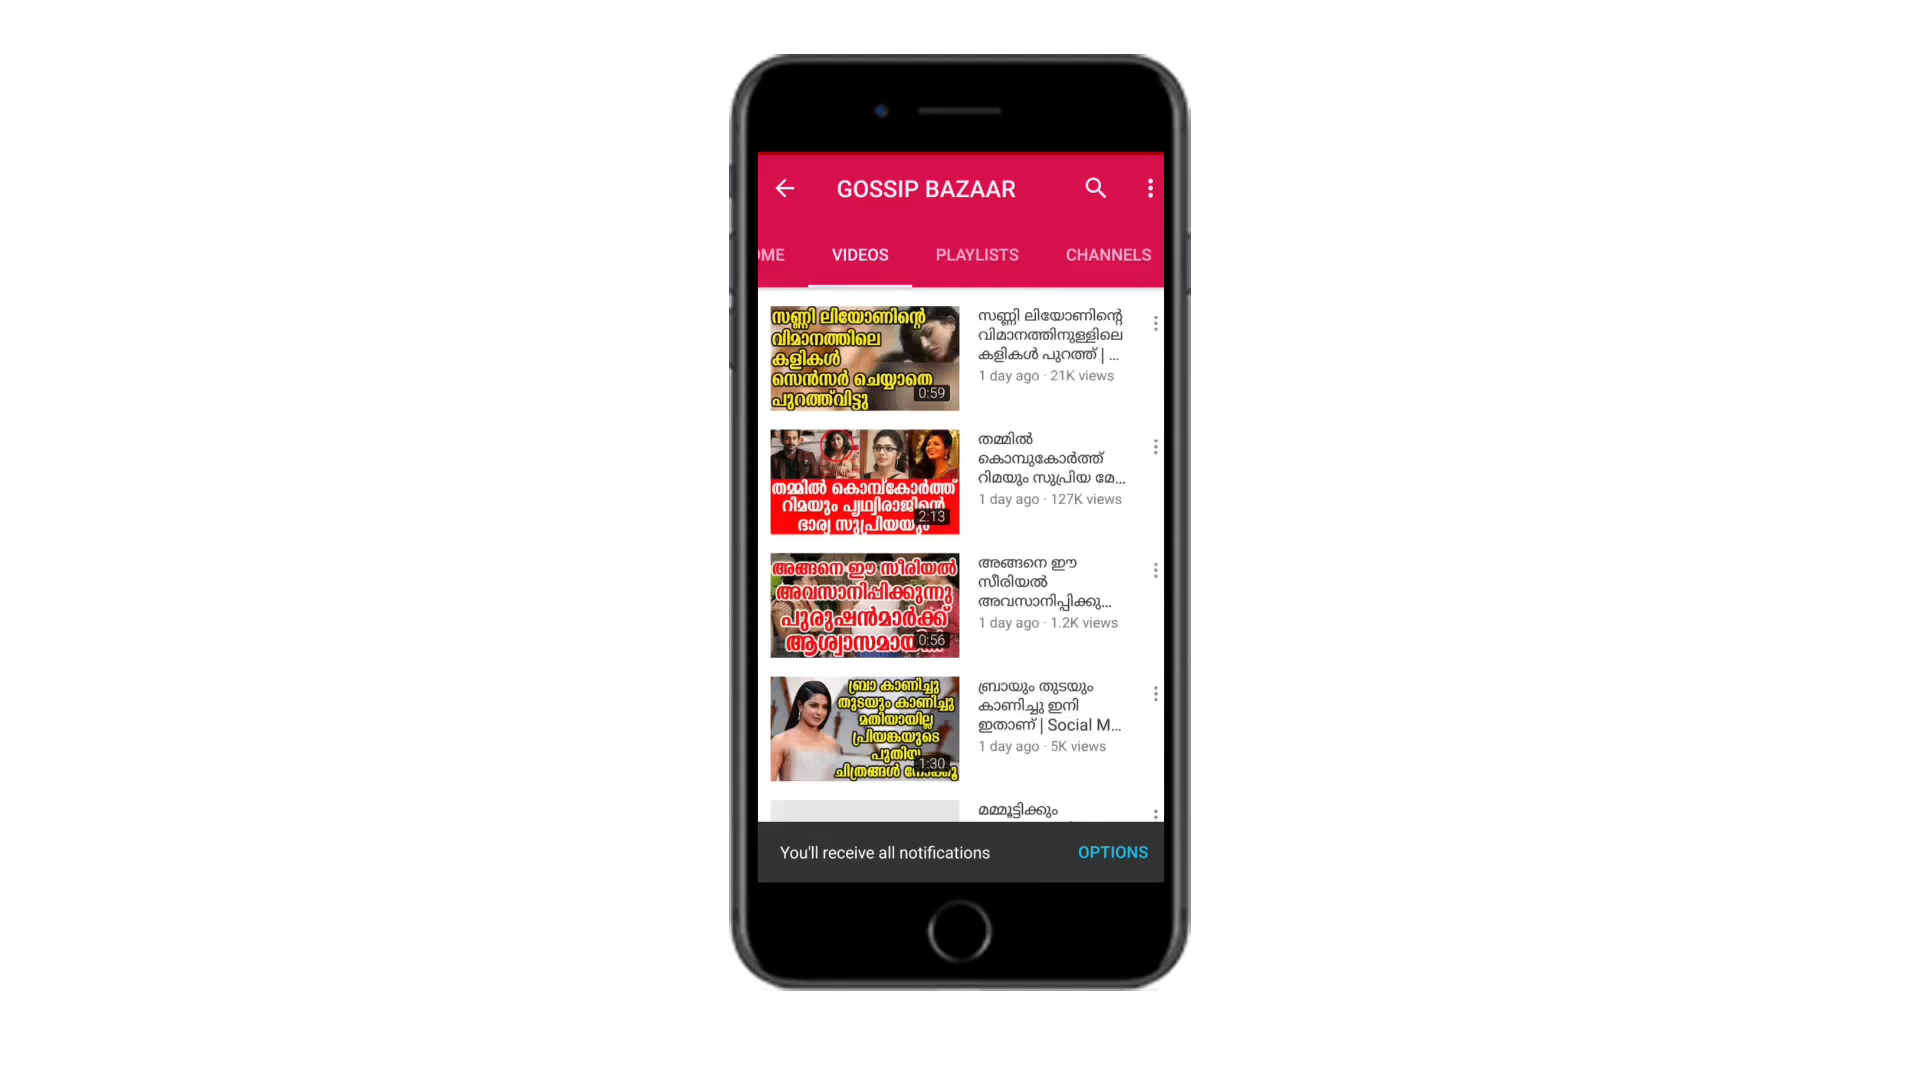 GOSSIP BAZAAR
OME VIDEOS PLAYLISTS CHANNELS
സണ്ണി ലിയോണിന്റെ
വിമാനത്തിലെ
കളികൾ
സെൻസർ ചെയ്യാതെ
പുറത്ത്‌വിട്ടു
0:59
സണ്ണി ലിയോണിന്റെ
വിമാനത്തിനുള്ളിലെ
കളികൾ പുറത്ത് | ...
1 day ago · 21K views
തമ്മിൽ കൊമ്പ്കോർത്ത്
റിമയും പൃഥ്വിരാജിന്റെ
ഭാര്യ സുപ്രിയയും
2:13
തമ്മിൽ
കൊമ്പുകോർത്ത്
റിമയും സുപ്രിയ മേ...
1 day ago · 127K views
അങ്ങനെ ഈ സീരിയൽ
അവസാനിപ്പിക്കുന്നു
പുരുഷൻമാർക്ക്
0:56
അങ്ങനെ ഈ
സീരിയൽ
അവസാനിപ്പിക്കു...
1 day ago · 1.2K views
ബ്രാ കാണിച്ചു
തുടയും കാണിച്ചു
മതിയായില്ല
പ്രിയങ്കയുടെ
പുതിയ
ചിത്രങ്ങൾ നോക്കൂ
1:30
ബ്രായും തുടയും
കാണിച്ചു ഇനി
ഇതാണ് | Social M...
1 day ago · 5K views
മമ്മൂട്ടിക്കും
You'll receive all notifications OPTIONS